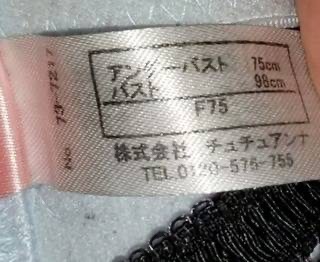 アンダーバスト 75cm
バスト 98cm
F75
株式会社 チュチュアンナ
TEL 0120-576-755
No 73-7217